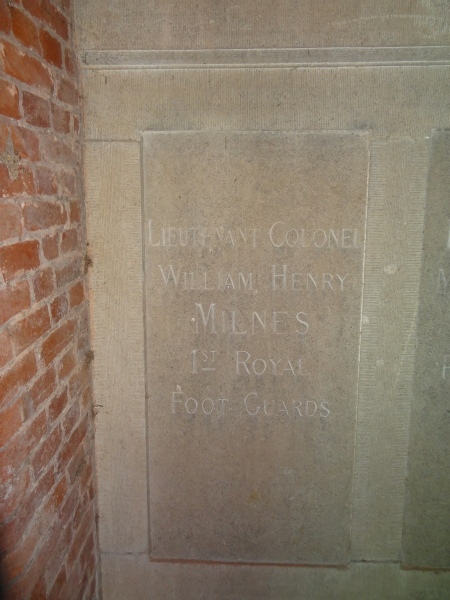 LIEUTENANT COLONEL
WILLIAM HENRY
MILNES
1ST ROYAL
FOOT GUARDS